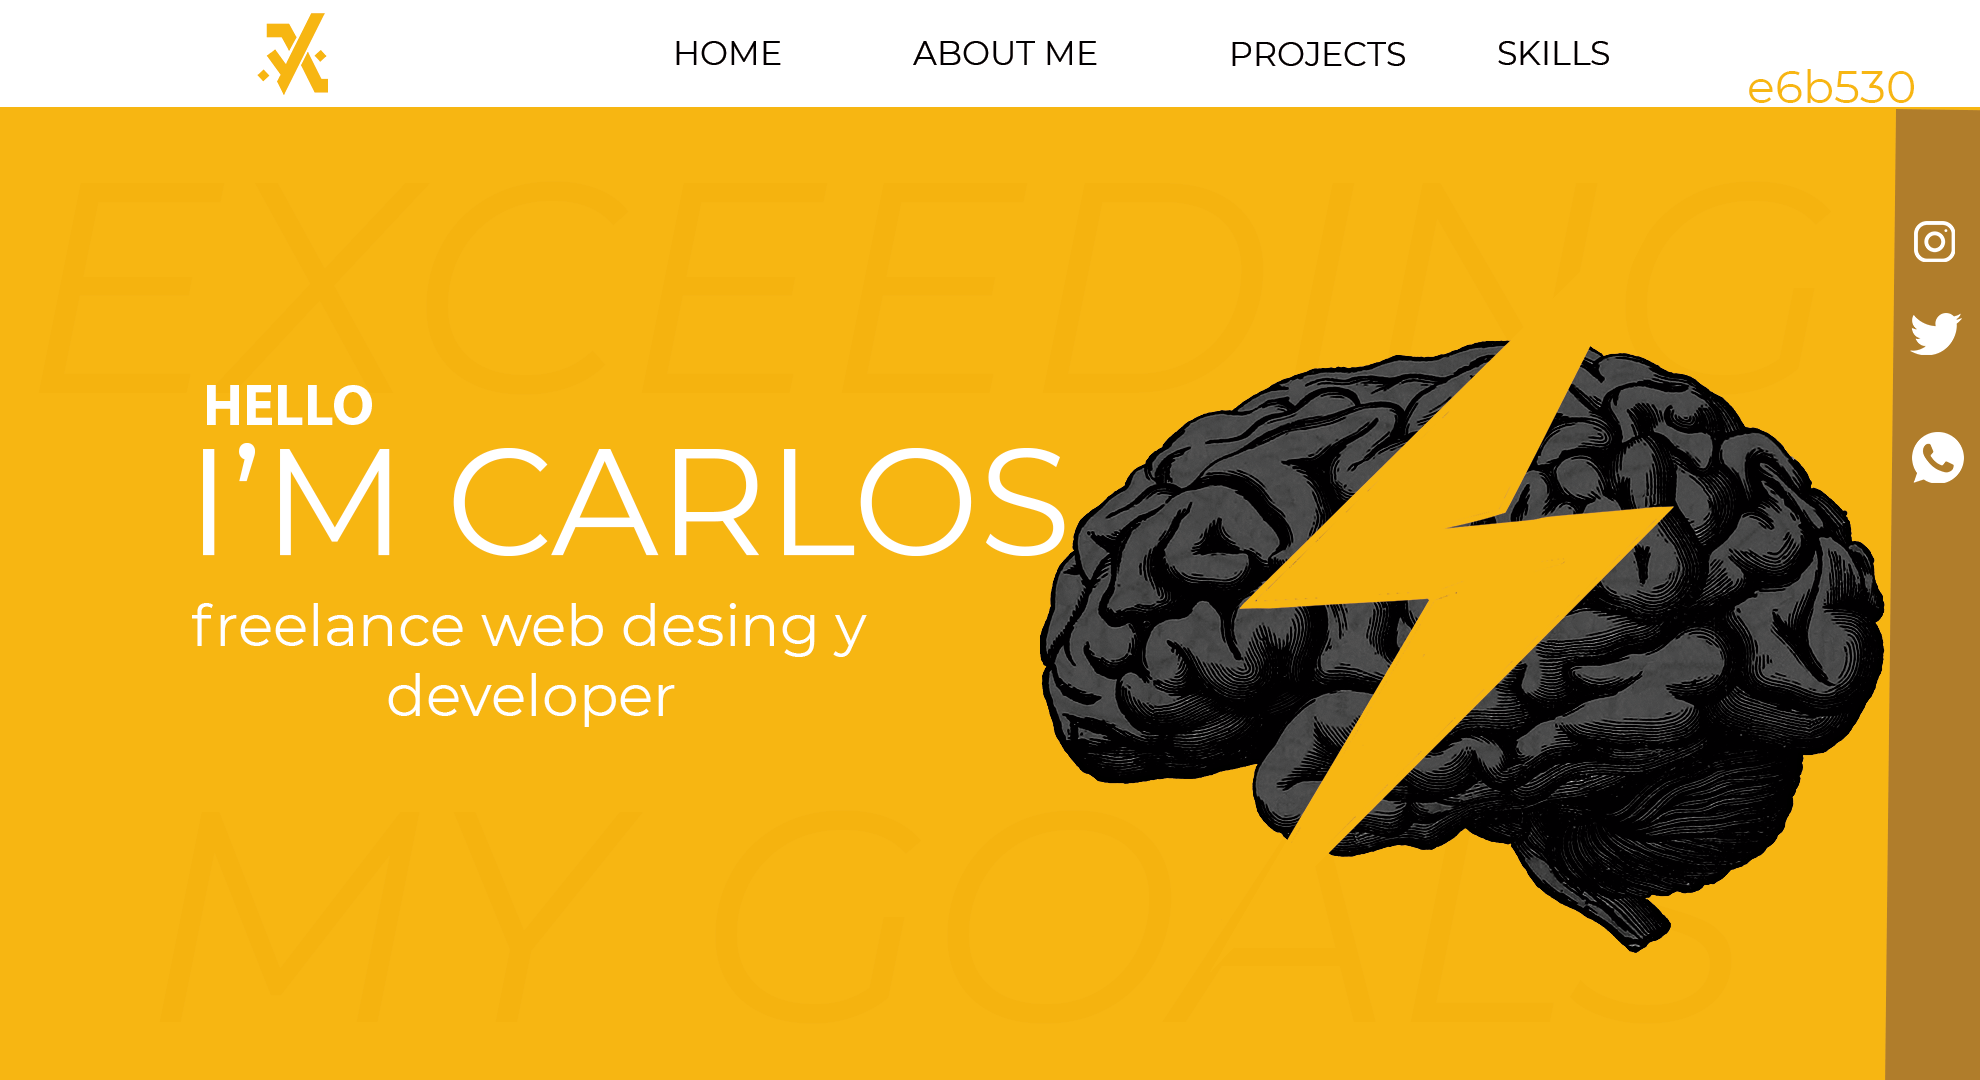 HOME ABOUT ME PROJECTS SKILLS
e6b530
EXCEEDING
HELLO
I'M CARLOS
freelance web desing y
developer
MY GOALS